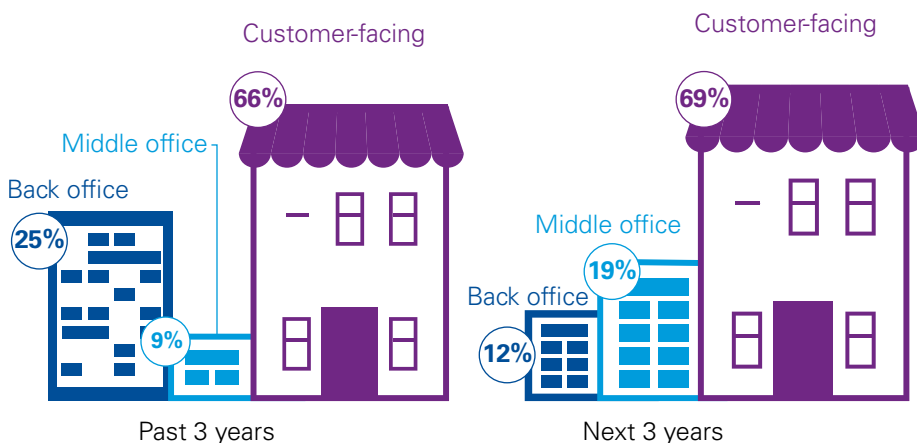 Customer-facing
66%
Middle office
Back office
25%
9%
Past 3 years
Customer-facing
69%
Middle office
19%
Back office
12%
Next 3 years